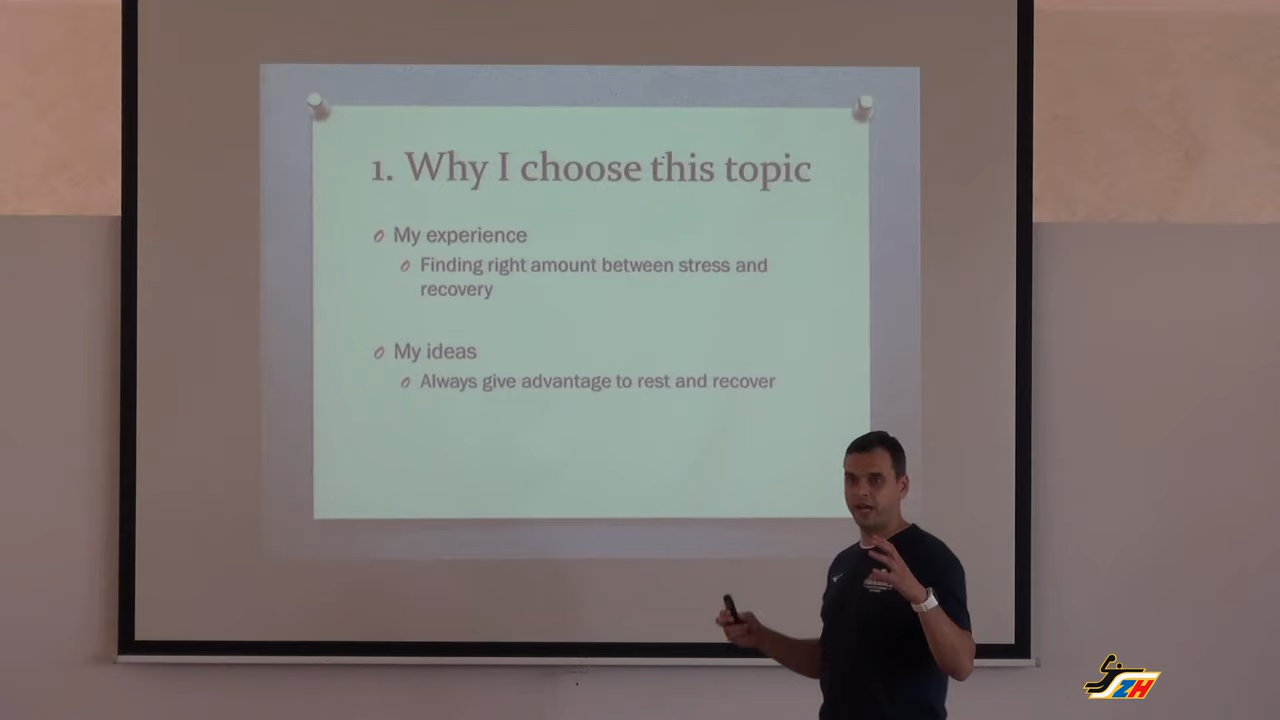 1. Why I choose this topic
My experience
Finding right amount between stress and
recovery
My ideas
Always give advantage to rest and recover
ZH